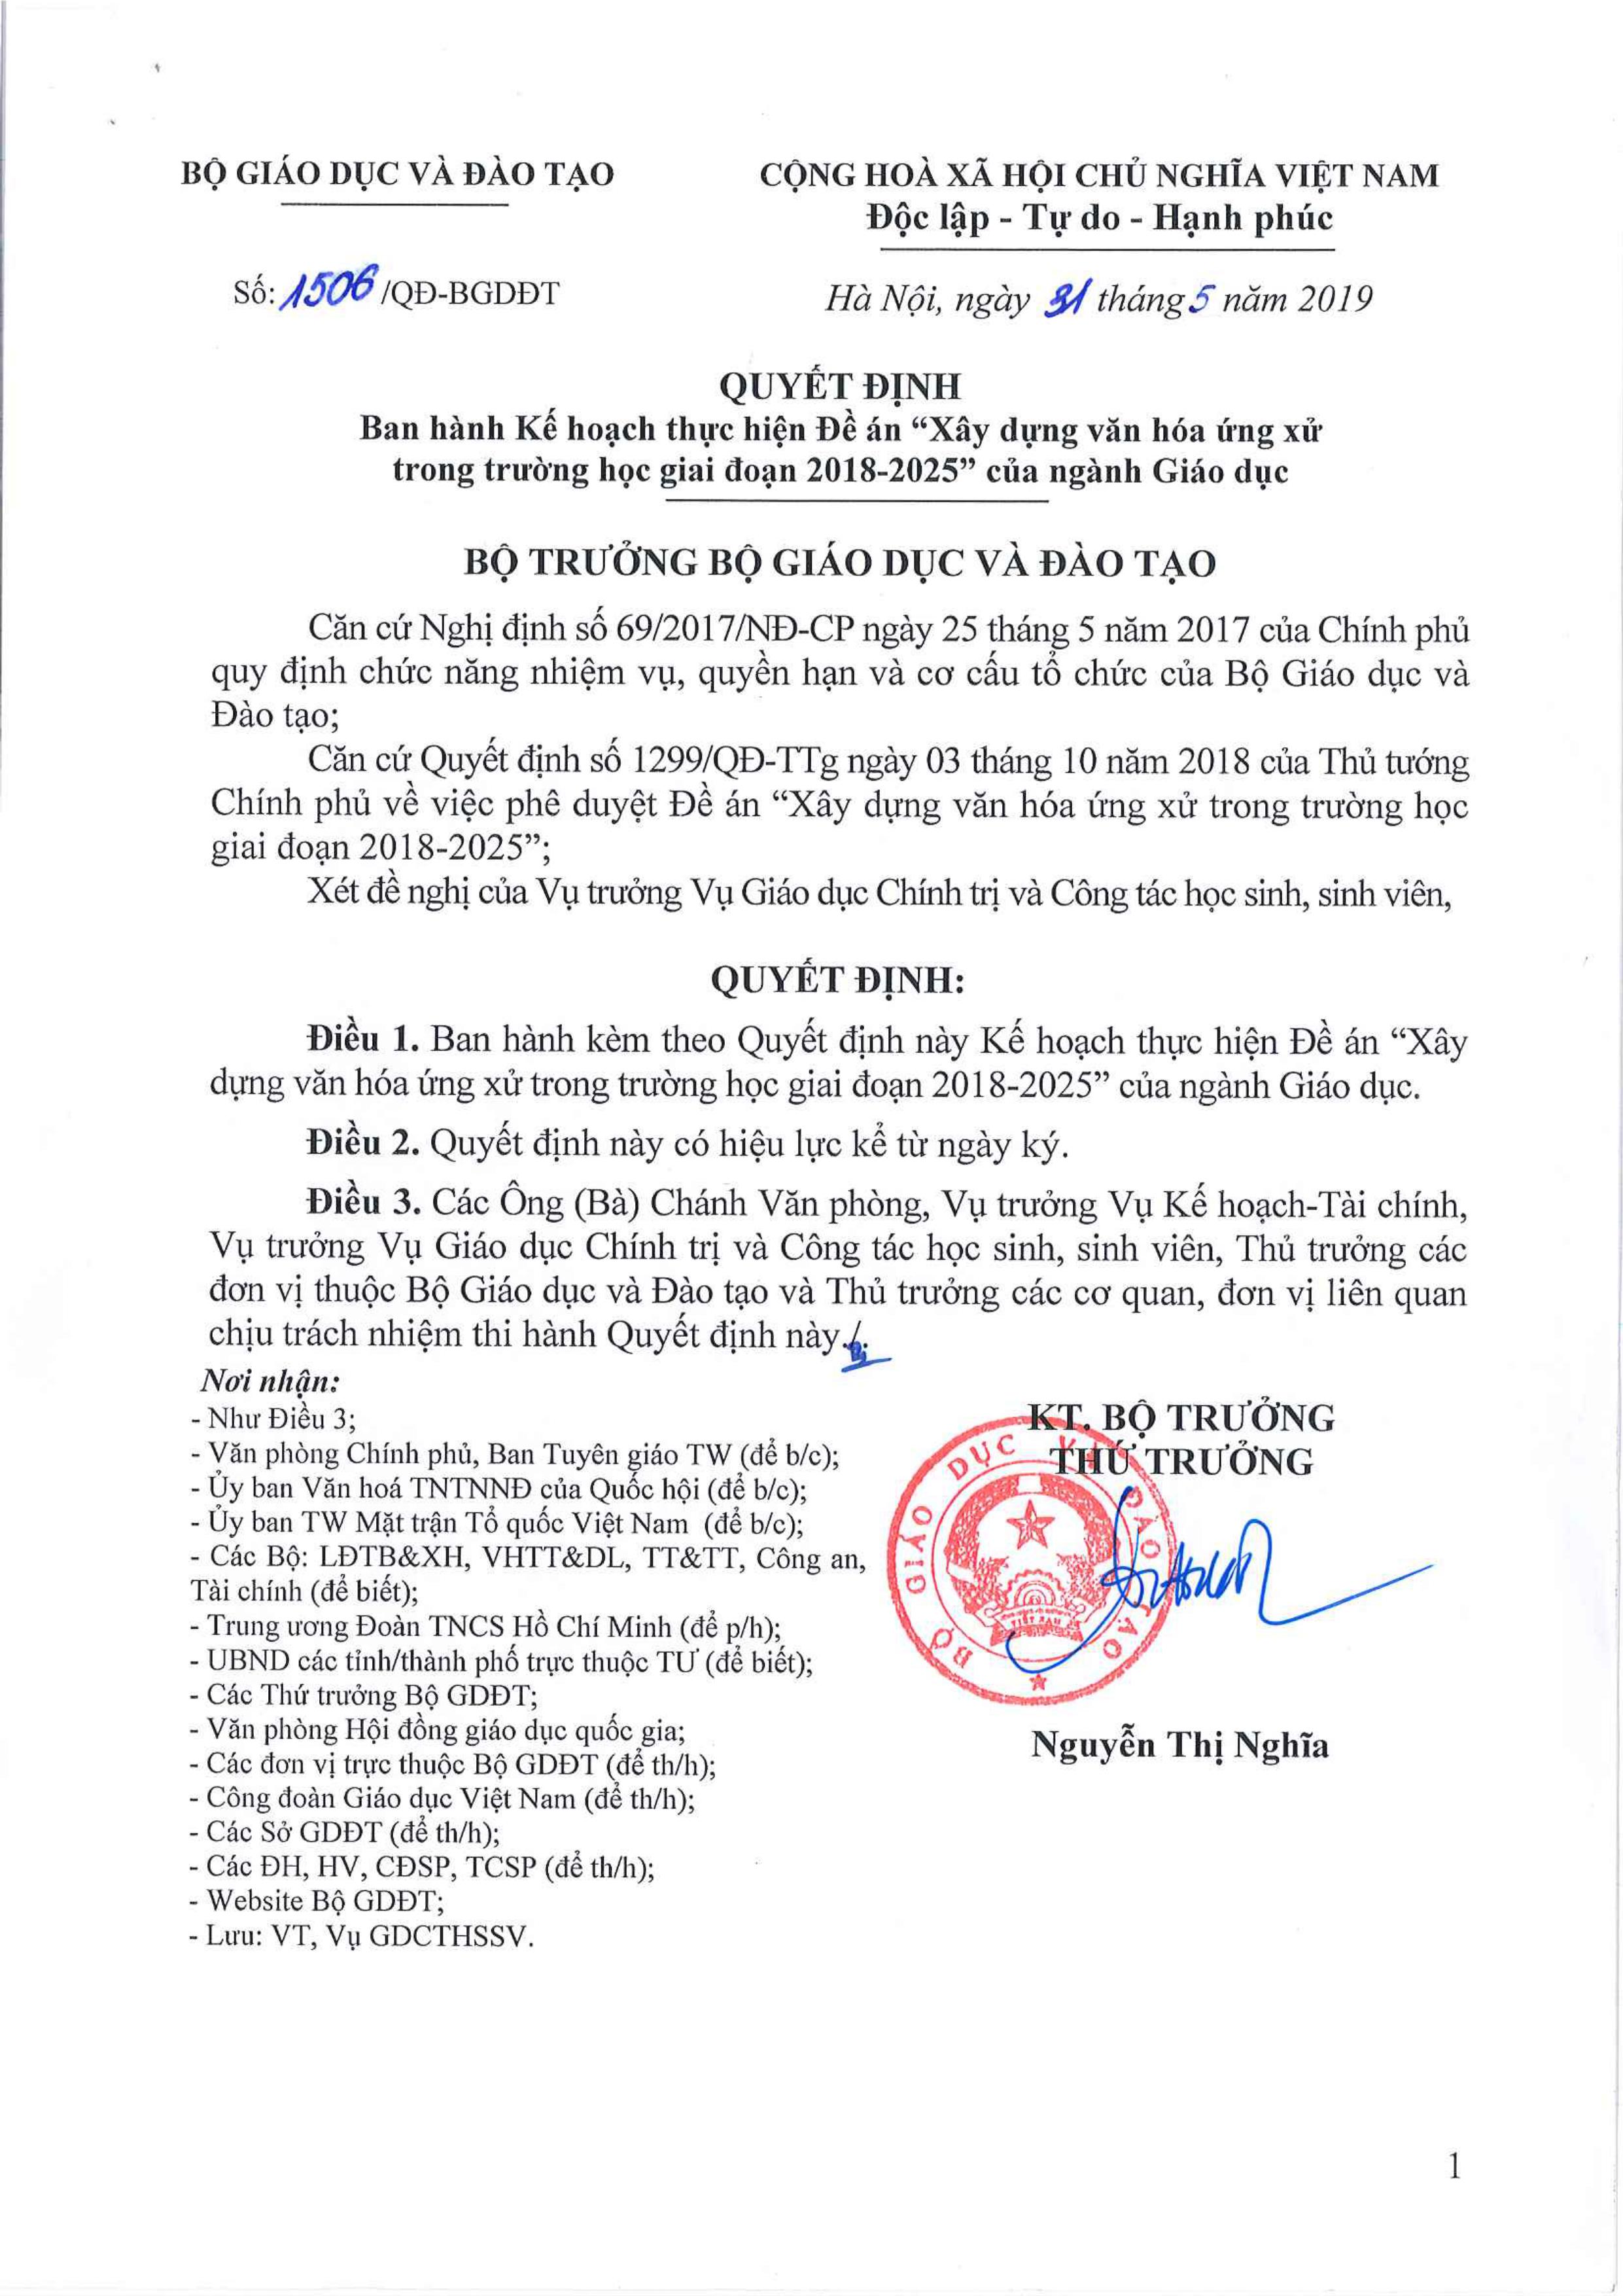 BỘ GIÁO DỤC VÀ ĐÀO TẠO
CỘNG HOÀ XÃ HỘI CHỦ NGHĨA VIỆT NAM
Độc lập - Tự do - Hạnh phúc
Số: 1506 /QĐ-BGDĐT
Hà Nội, ngày 31 tháng 5 năm 2019
QUYẾT ĐỊNH
Ban hành Kế hoạch thực hiện Đề án “Xây dựng văn hóa ứng xử
trong trường học giai đoạn 2018-2025” của ngành Giáo dục
BỘ TRƯỞNG BỘ GIÁO DỤC VÀ ĐÀO TẠO
Căn cứ Nghị định số 69/2017/NĐ-CP ngày 25 tháng 5 năm 2017 của Chính phủ
quy định chức năng nhiệm vụ, quyền hạn và cơ cấu tổ chức của Bộ Giáo dục và
Đào tạo;
Căn cứ Quyết định số 1299/QĐ-TTg ngày 03 tháng 10 năm 2018 của Thủ tướng
Chính phủ về việc phê duyệt Đề án “Xây dựng văn hóa ứng xử trong trường học
giai đoạn 2018-2025”;
Xét đề nghị của Vụ trưởng Vụ Giáo dục Chính trị và Công tác học sinh, sinh viên,
QUYẾT ĐỊNH:
Điều 1. Ban hành kèm theo Quyết định này Kế hoạch thực hiện Đề án “Xây
dựng văn hóa ứng xử trong trường học giai đoạn 2018-2025” của ngành Giáo dục.
Điều 2. Quyết định này có hiệu lực kể từ ngày ký.
Điều 3. Các Ông (Bà) Chánh Văn phòng, Vụ trưởng Vụ Kế hoạch-Tài chính,
Vụ trưởng Vụ Giáo dục Chính trị và Công tác học sinh, sinh viên, Thủ trưởng các
đơn vị thuộc Bộ Giáo dục và Đào tạo và Thủ trưởng các cơ quan, đơn vị liên quan
chịu trách nhiệm thi hành Quyết định này./.
Nơi nhận:
- Như Điều 3;
- Văn phòng Chính phủ, Ban Tuyên giáo TW (để b/c);
- Ủy ban Văn hoá TNTNNĐ của Quốc hội (để b/c);
- Ủy ban TW Mặt trận Tổ quốc Việt Nam (để b/c);
- Các Bộ: LĐTB&XH, VHTT&DL, TT&TT, Công an,
Tài chính (để biết);
- Trung ương Đoàn TNCS Hồ Chí Minh (để p/h);
- UBND các tỉnh/thành phố trực thuộc TƯ (để biết);
- Các Thứ trưởng Bộ GDĐT;
- Văn phòng Hội đồng giáo dục quốc gia;
- Các đơn vị trực thuộc Bộ GDĐT (để th/h);
- Công đoàn Giáo dục Việt Nam (để th/h);
- Các Sở GDĐT (để th/h);
- Các ĐH, HV, CĐSP, TCSP (để th/h);
- Website Bộ GDĐT;
- Lưu: VT, Vụ GDCTHSSV.
KT. BỘ TRƯỞNG
THỨ TRƯỞNG
BỘ GIÁO DỤC VÀ ĐÀO TẠO
VIỆT NAM
Nguyễn Thị Nghĩa
1